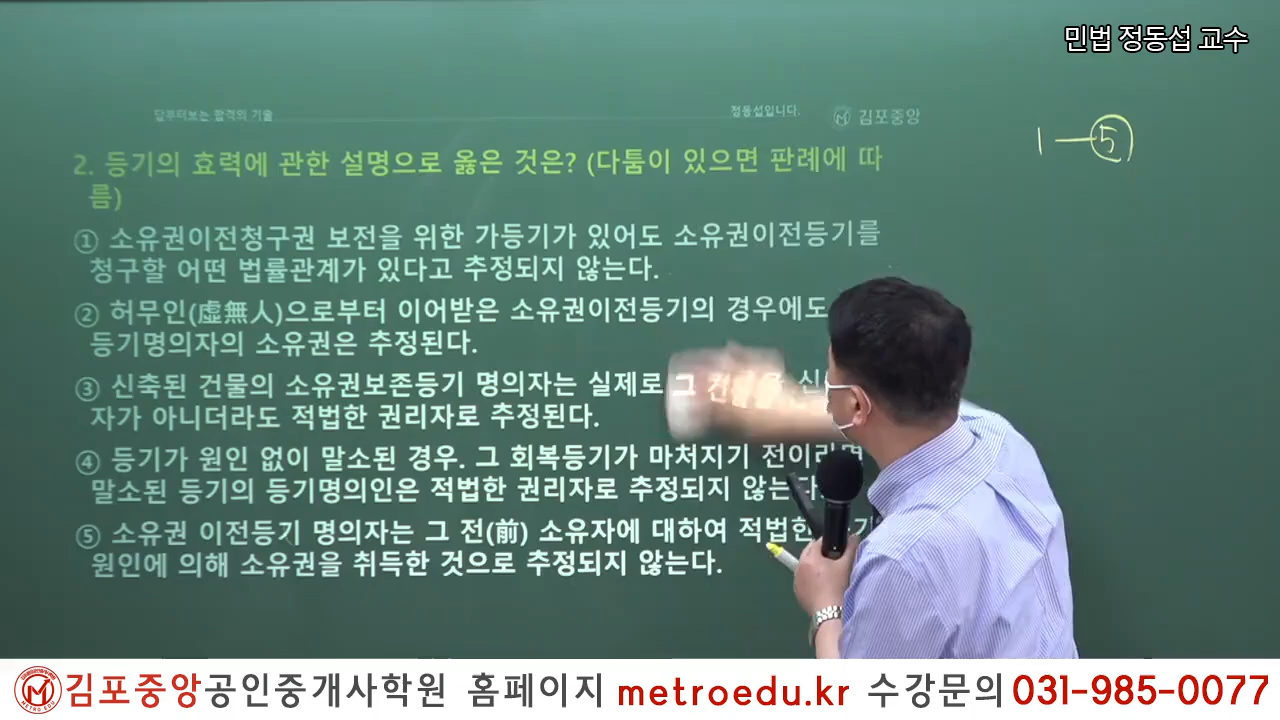 민법 정동섭 교수
답부터보는 합격의 기술
정동섭입니다.
김포중앙
1 — ⑤
2. 등기의 효력에 관한 설명으로 옳은 것은? (다툼이 있으면 판례에 따
름)
① 소유권이전청구권 보전을 위한 가등기가 있어도 소유권이전등기를
청구할 어떤 법률관계가 있다고 추정되지 않는다.
② 허무인(虛無人)으로부터 이어받은 소유권이전등기의 경우에도
등기명의자의 소유권은 추정된다.
③ 신축된 건물의 소유권보존등기 명의자는 실제로 그
자가 아니더라도 적법한 권리자로 추정된다.
④ 등기가 원인 없이 말소된 경우. 그 회복등기가 마처지기 전이라면
말소된 등기의 등기명의인은 적법한 권리자로 추정되지 않는다.
⑤ 소유권 이전등기 명의자는 그 전(前) 소유자에 대하여 적법한
원인에 의해 소유권을 취득한 것으로 추정되지 않는다.
METRO EDU
김포중앙공인중개사학원 홈페이지 metroedu.kr 수강문의 031-985-0077